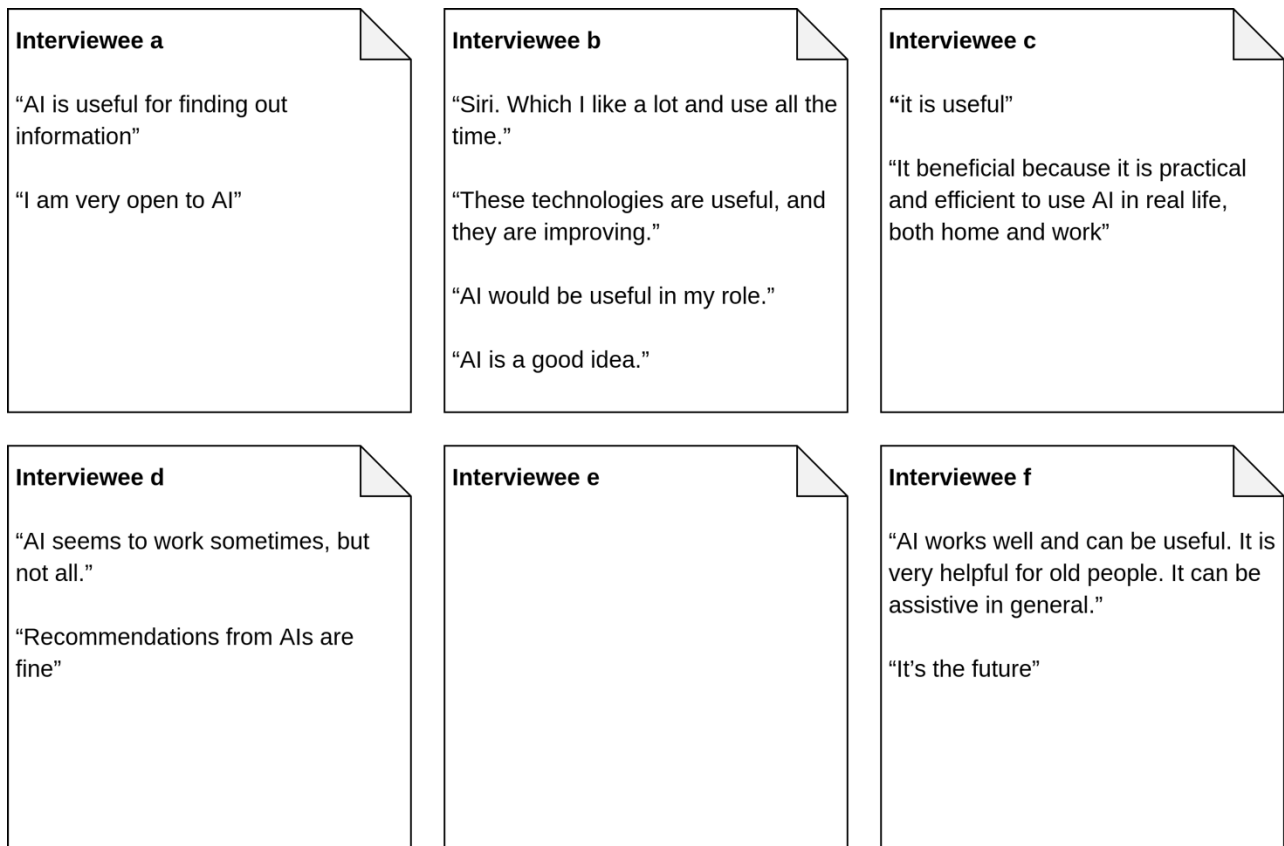 Interviewee a
“AI is useful for finding out
information”
“I am very open to AI”
Interviewee b
“Siri. Which I like a lot and use all the
time.”
“These technologies are useful, and
they are improving.”
“AI would be useful in my role.”
“AI is a good idea.”
Interviewee c
“it is useful”
“It beneficial because it is practical
and efficient to use AI in real life,
both home and work”
Interviewee d
“AI seems to work sometimes, but
not all.”
“Recommendations from AIs are
fine”
Interviewee e
Interviewee f
“AI works well and can be useful. It is
very helpful for old people. It can be
assistive in general.”
“It’s the future”